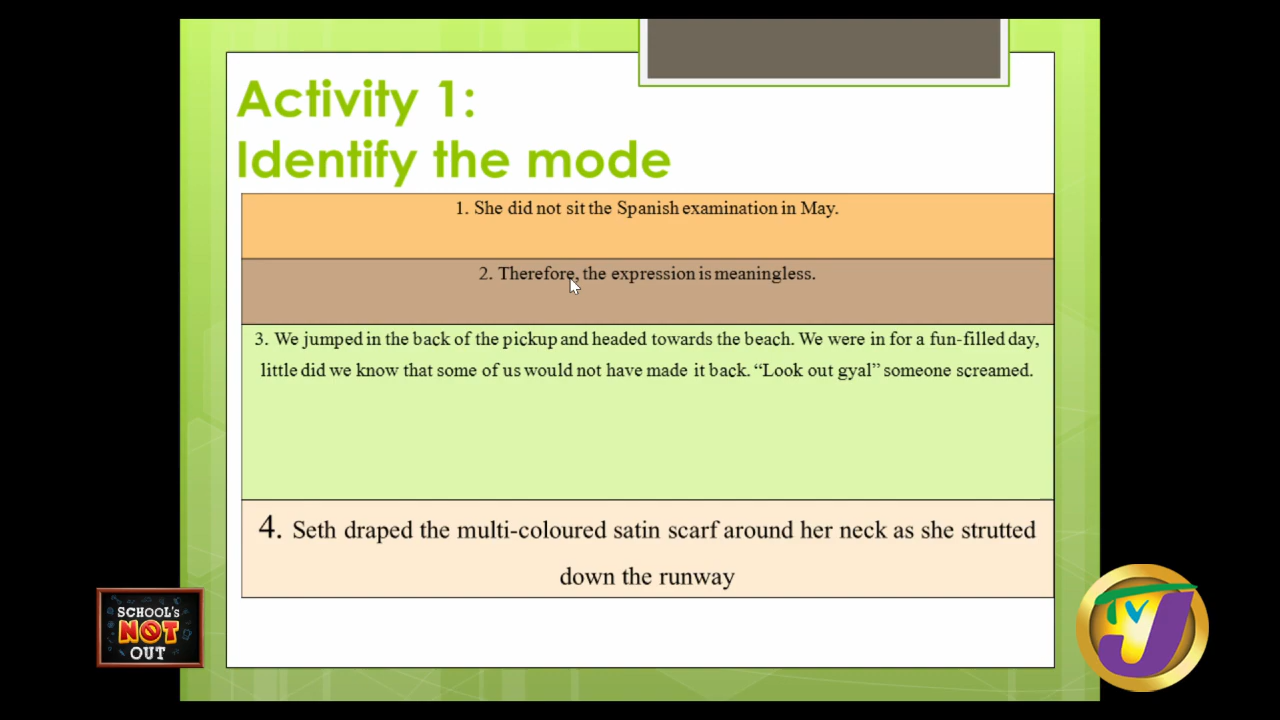 Activity 1:
Identify the mode
1. She did not sit the Spanish examination in May.
2. Therefore, the expression is meaningless.
3. We jumped in the back of the pickup and headed towards the beach. We were in for a fun-filled day,
little did we know that some of us would not have made it back. “Look out gyal” someone screamed.
4. Seth draped the multi-coloured satin scarf around her neck as she strutted
down the runway
SCHOOL'S
NOT
OUT
TVJ